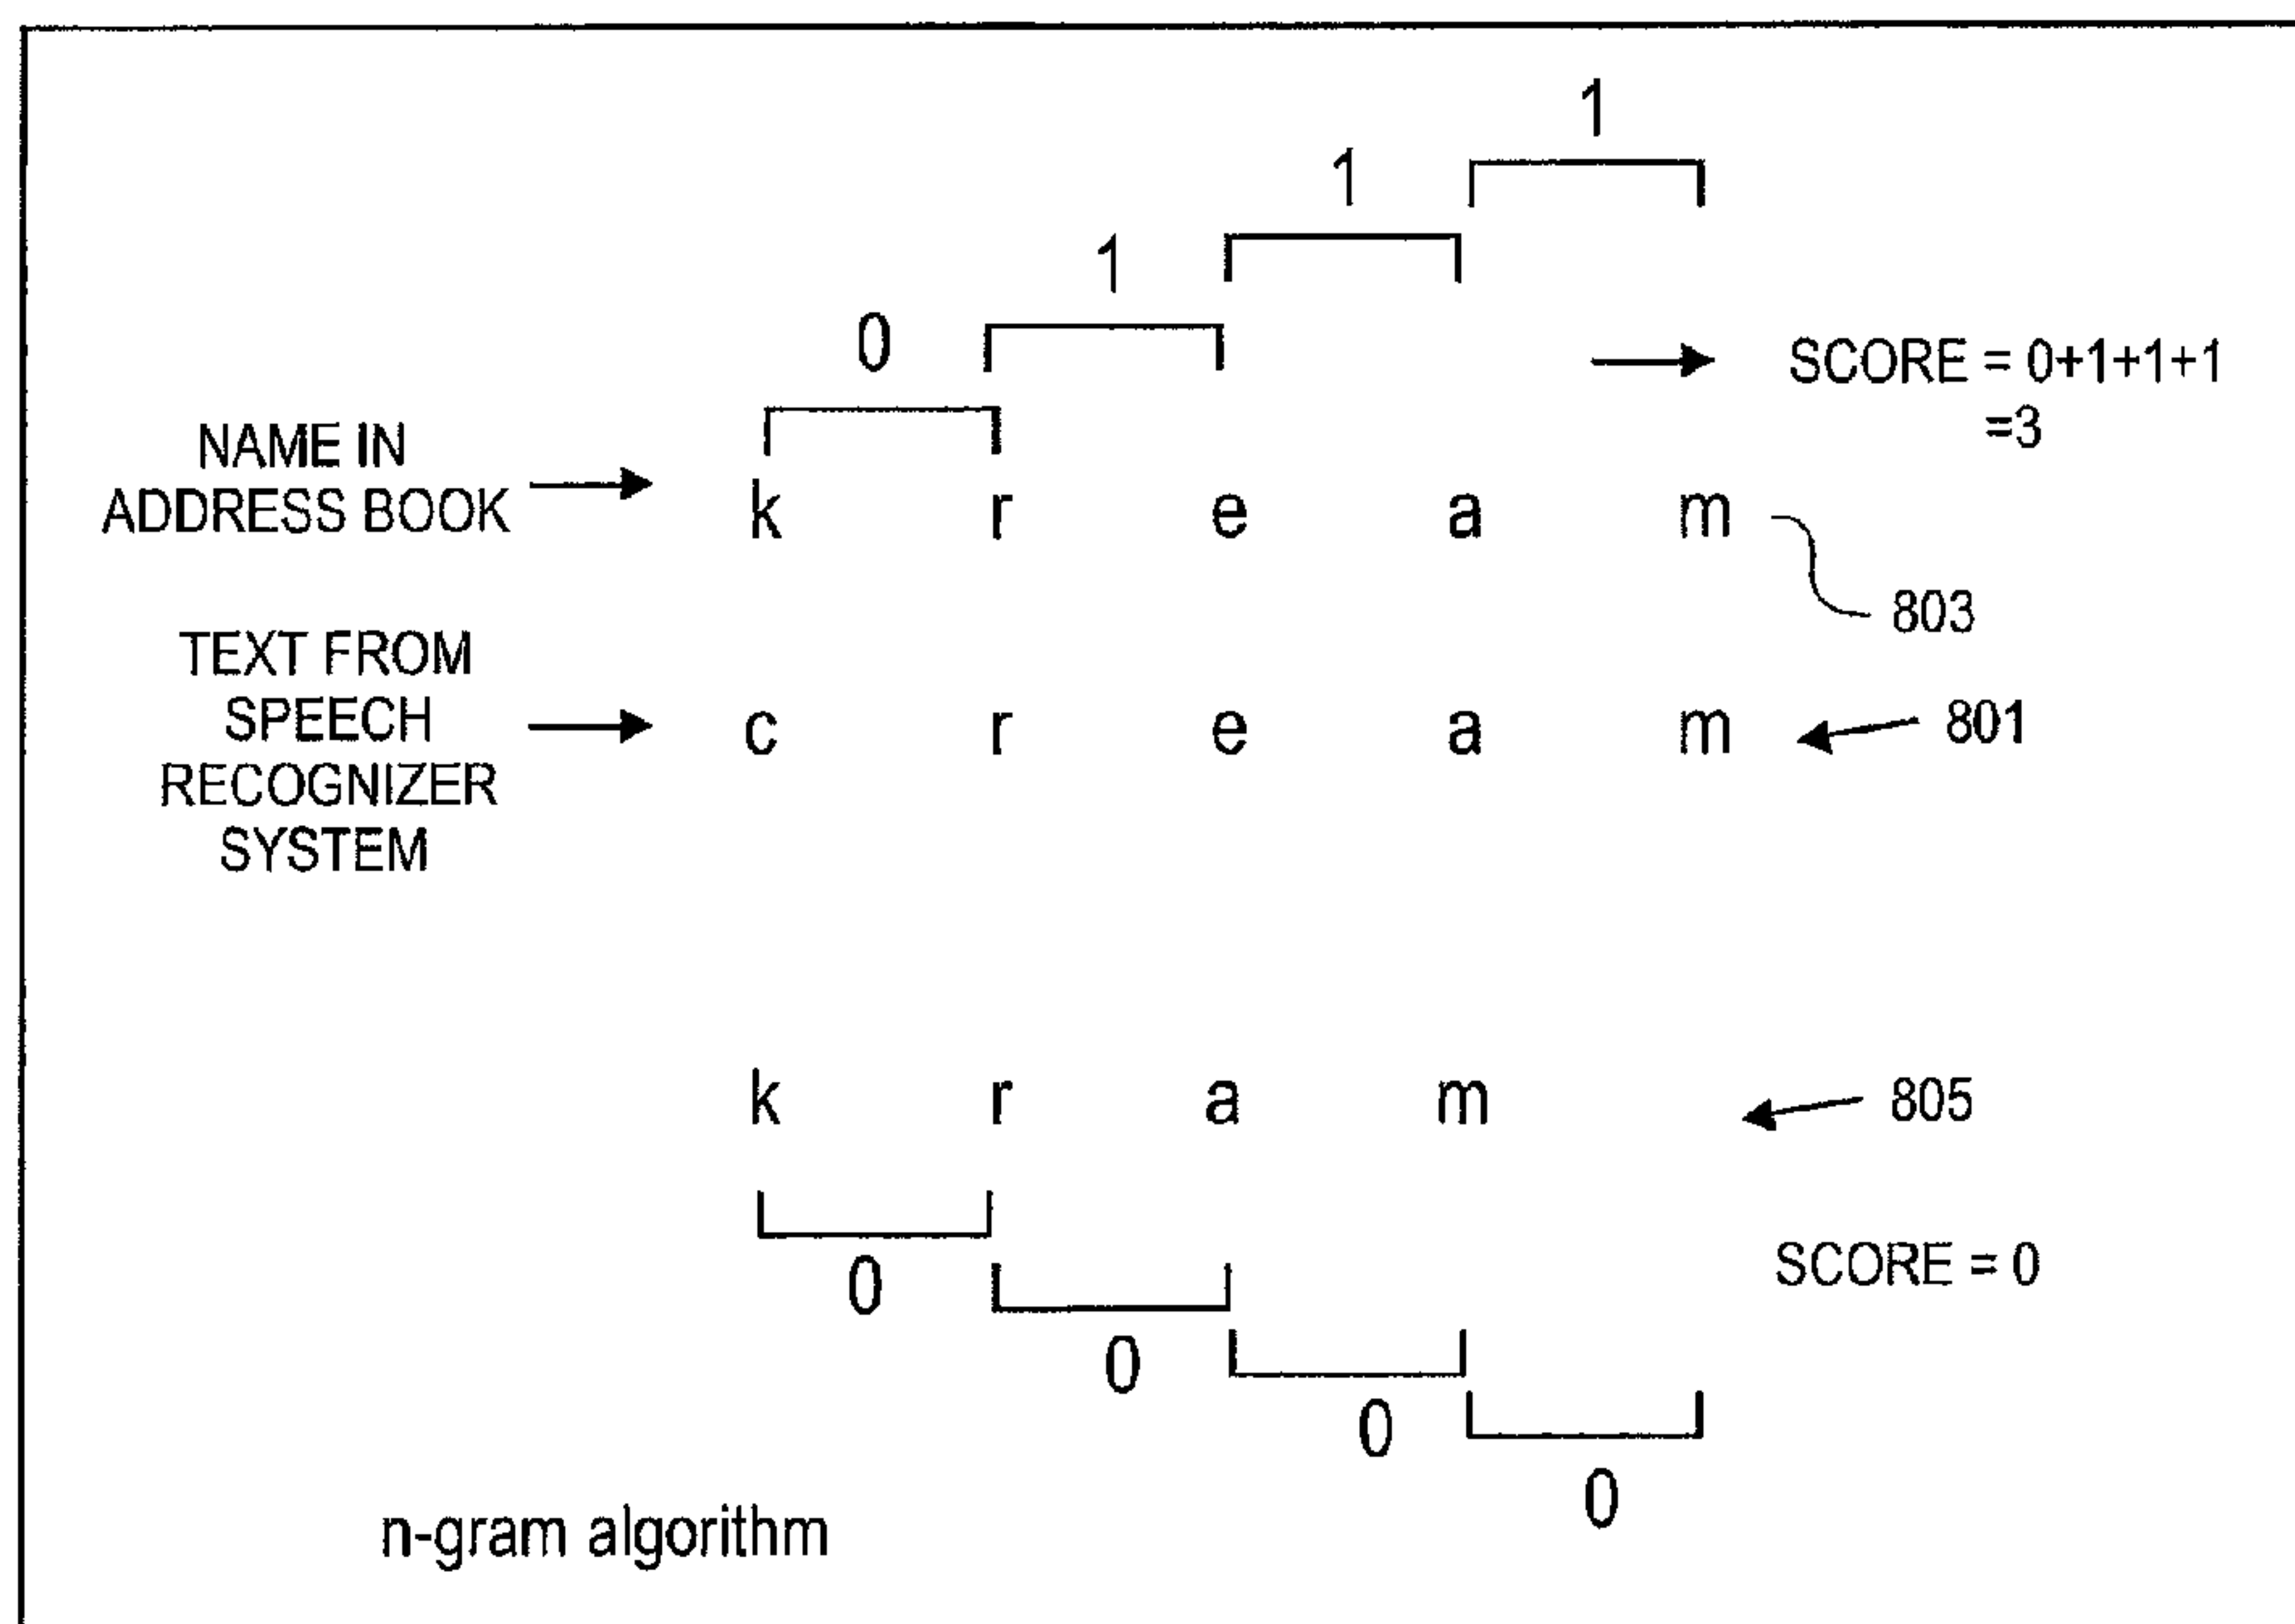 1
1
1
0
SCORE = 0+1+1+1
=3
NAME IN
ADDRESS BOOK
k r e a m
803
TEXT FROM
SPEECH
RECOGNIZER
SYSTEM
c r e a m
801
k r a m
805
0
SCORE = 0
0
0
0
n-gram algorithm